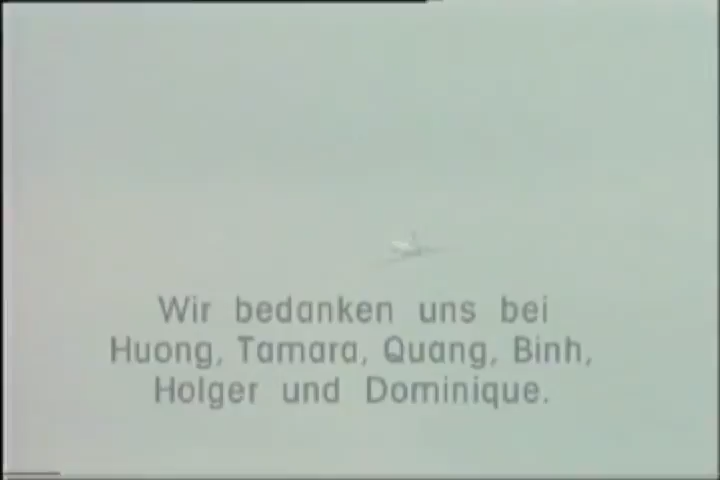 Wir bedanken uns bei
Huong, Tamara, Quang, Binh,
Holger und Dominique.